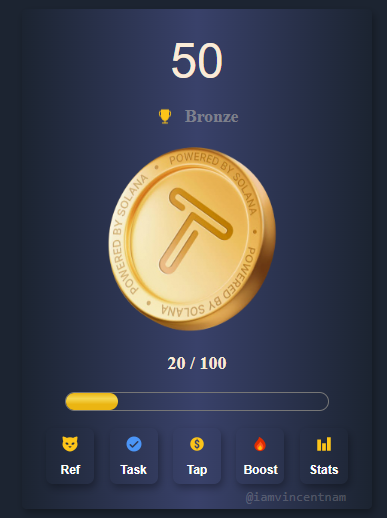 50
Bronze
POWERED BY SOLANA • POWERED BY SOLANA • POWERED BY SOLANA •
T
20 / 100
Ref Task Tap Boost Stats
@iamvincentnam